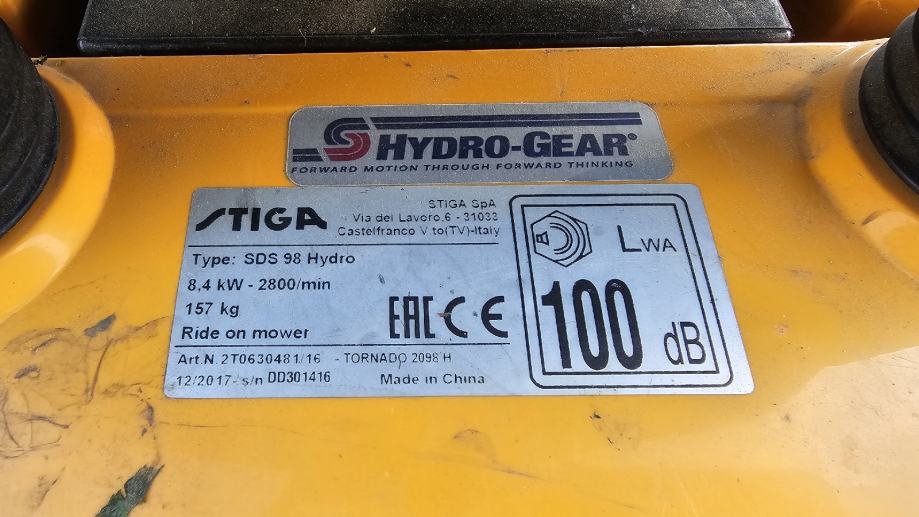 HYDRO-GEAR®
FORWARD MOTION THROUGH FORWARD THINKING
STIGA
STIGA SpA
Via del Lavoro,6 - 31033
Castelfranco V to(TV)-Italy
Type: SDS 98 Hydro
8,4 kW - 2800/min
157 kg
Ride on mower
EAC CE
Art.N. 2T0630481/16 - TORNADO 2098 H
12/2017- s/n DD301416 Made in China
LWA
100 dB